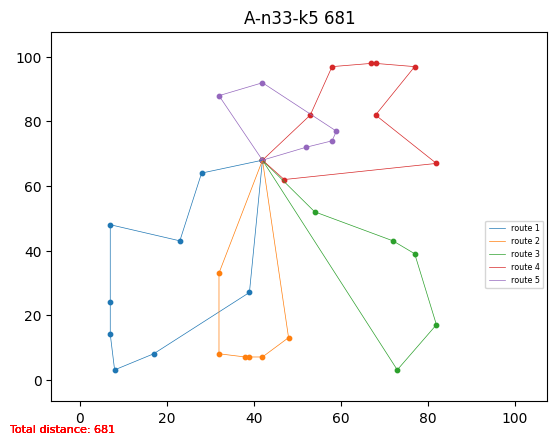 A-n33-k5 681
100
80
60
40
20
0
0 20 40 60 80 100
route 1
route 2
route 3
route 4
route 5
Total distance: 681